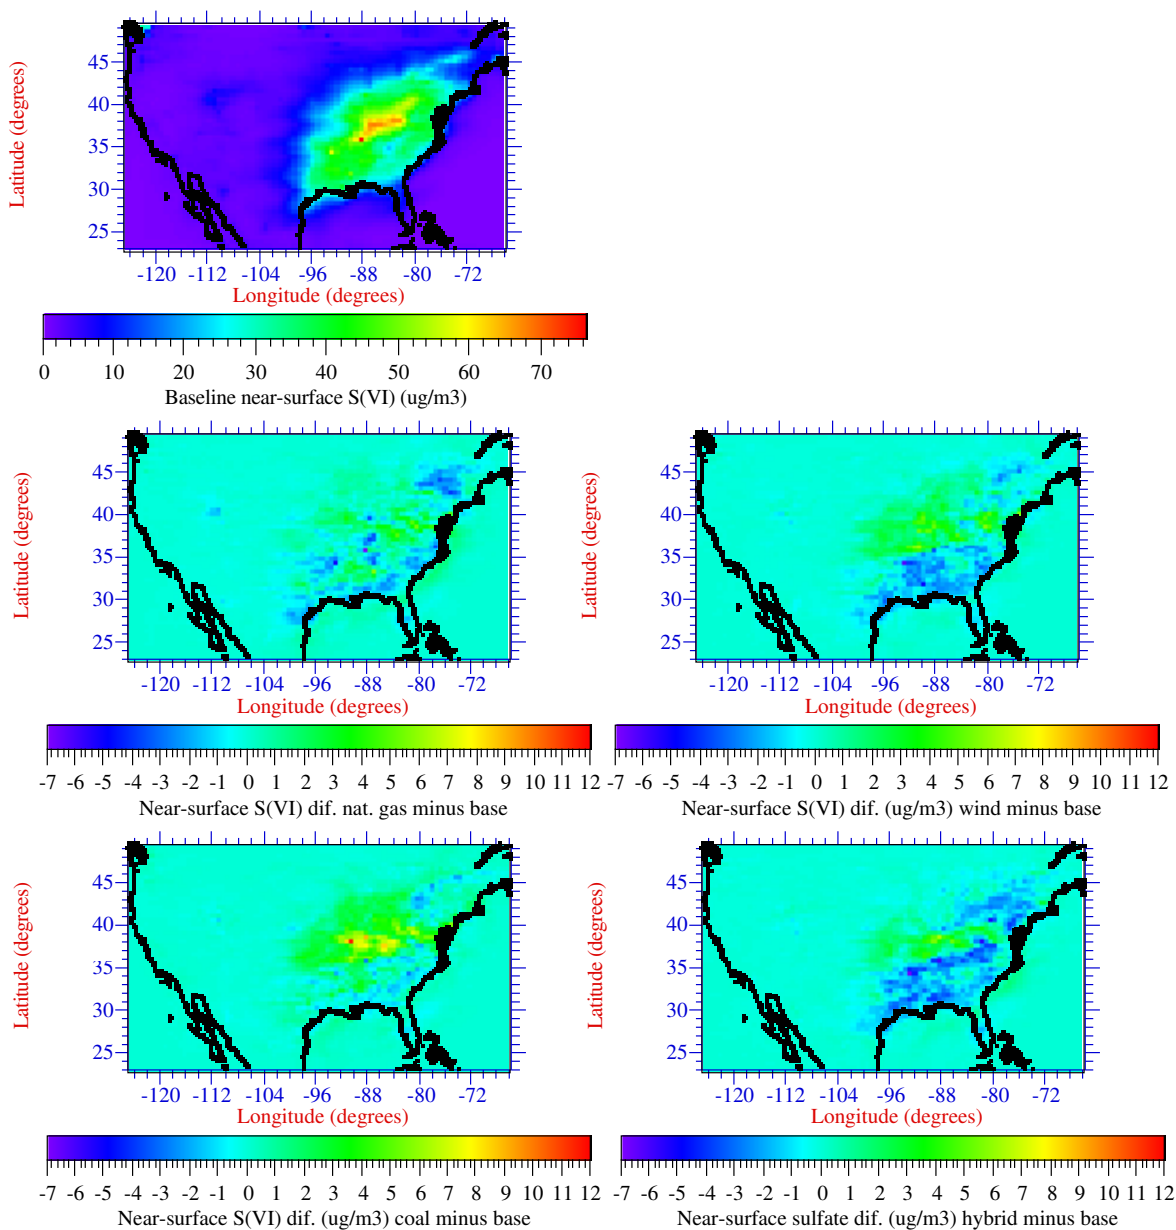 45
40
35
30
25
Latitude (degrees)
-120 -112 -104 -96 -88 -80 -72
Longitude (degrees)
0 10 20 30 40 50 60 70
Baseline near-surface S(VI) (ug/m3)
45
40
35
30
25
Latitude (degrees)
-120 -112 -104 -96 -88 -80 -72
Longitude (degrees)
-7 -6 -5 -4 -3 -2 -1 0 1 2 3 4 5 6 7 8 9 10 11 12
Near-surface S(VI) dif. nat. gas minus base
45
40
35
30
25
Latitude (degrees)
-120 -112 -104 -96 -88 -80 -72
Longitude (degrees)
-7 -6 -5 -4 -3 -2 -1 0 1 2 3 4 5 6 7 8 9 10 11 12
Near-surface S(VI) dif. (ug/m3) wind minus base
45
40
35
30
25
Latitude (degrees)
-120 -112 -104 -96 -88 -80 -72
Longitude (degrees)
-7 -6 -5 -4 -3 -2 -1 0 1 2 3 4 5 6 7 8 9 10 11 12
Near-surface S(VI) dif. (ug/m3) coal minus base
45
40
35
30
25
Latitude (degrees)
-120 -112 -104 -96 -88 -80 -72
Longitude (degrees)
-7 -6 -5 -4 -3 -2 -1 0 1 2 3 4 5 6 7 8 9 10 11 12
Near-surface sulfate dif. (ug/m3) hybrid minus base